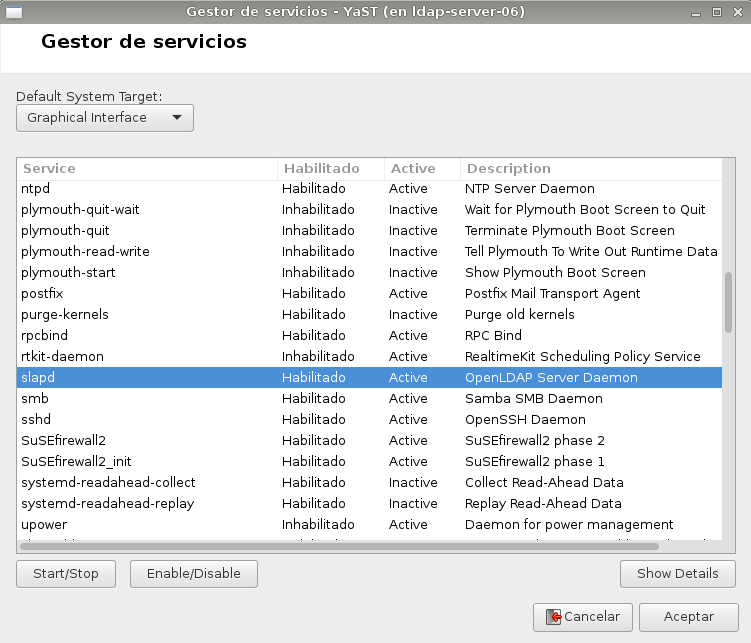 Gestor de servicios - YaST (en ldap-server-06)
Gestor de servicios
Default System Target:
Graphical Interface
Service Habilitado Active Description
ntpd Habilitado Active NTP Server Daemon
plymouth-quit-wait Inhabilitado Inactive Wait for Plymouth Boot Screen to Quit
plymouth-quit Inhabilitado Inactive Terminate Plymouth Boot Screen
plymouth-read-write Inhabilitado Inactive Tell Plymouth To Write Out Runtime Data
plymouth-start Inhabilitado Inactive Show Plymouth Boot Screen
postfix Habilitado Active Postfix Mail Transport Agent
purge-kernels Habilitado Inactive Purge old kernels
rpcbind Habilitado Active RPC Bind
rtkit-daemon Inhabilitado Active RealtimeKit Scheduling Policy Service
slapd Habilitado Active OpenLDAP Server Daemon
smb Habilitado Active Samba SMB Daemon
sshd Habilitado Active OpenSSH Daemon
SuSEfirewall2 Habilitado Active SuSEfirewall2 phase 2
SuSEfirewall2_init Habilitado Active SuSEfirewall2 phase 1
systemd-readahead-collect Habilitado Inactive Collect Read-Ahead Data
systemd-readahead-replay Habilitado Inactive Replay Read-Ahead Data
upower Inhabilitado Active Daemon for power management
Start/Stop Enable/Disable Show Details
Cancelar Aceptar